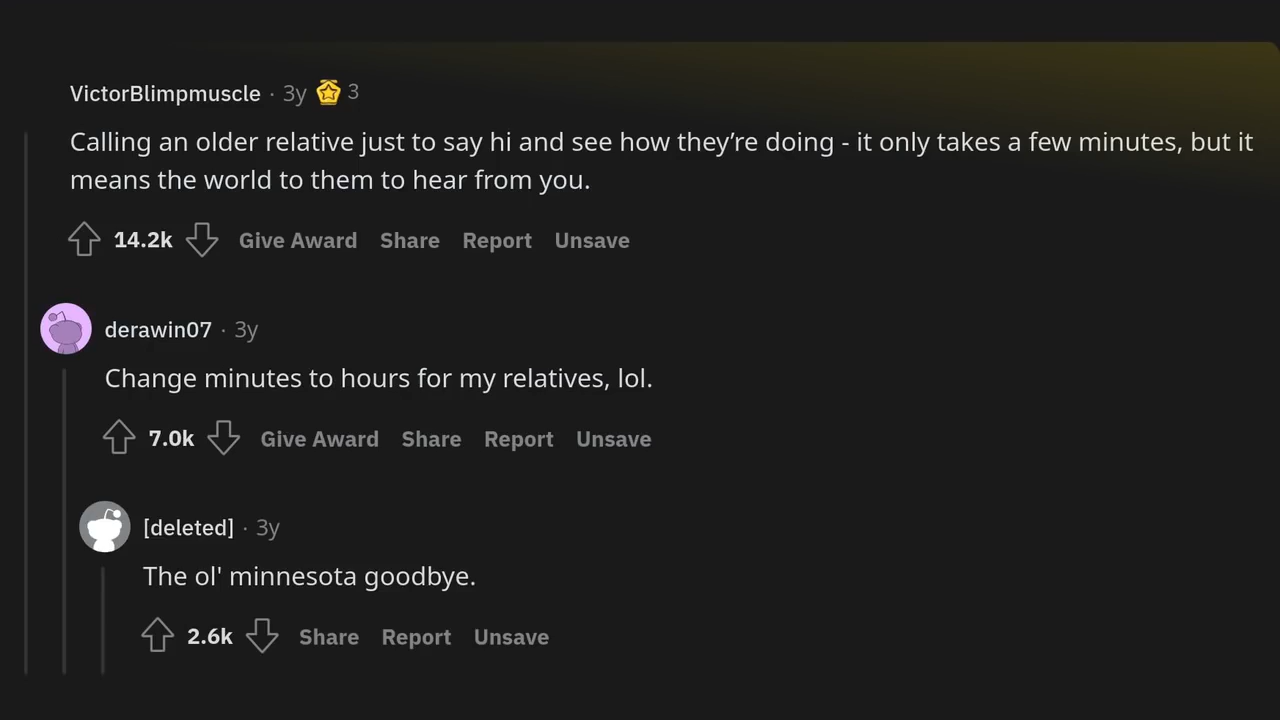 VictorBlimpmuscle · 3y 3
Calling an older relative just to say hi and see how they’re doing - it only takes a few minutes, but it
means the world to them to hear from you.
14.2k Give Award Share Report Unsave
derawin07 · 3y
Change minutes to hours for my relatives, lol.
7.0k Give Award Share Report Unsave
[deleted] · 3y
The ol' minnesota goodbye.
2.6k Share Report Unsave